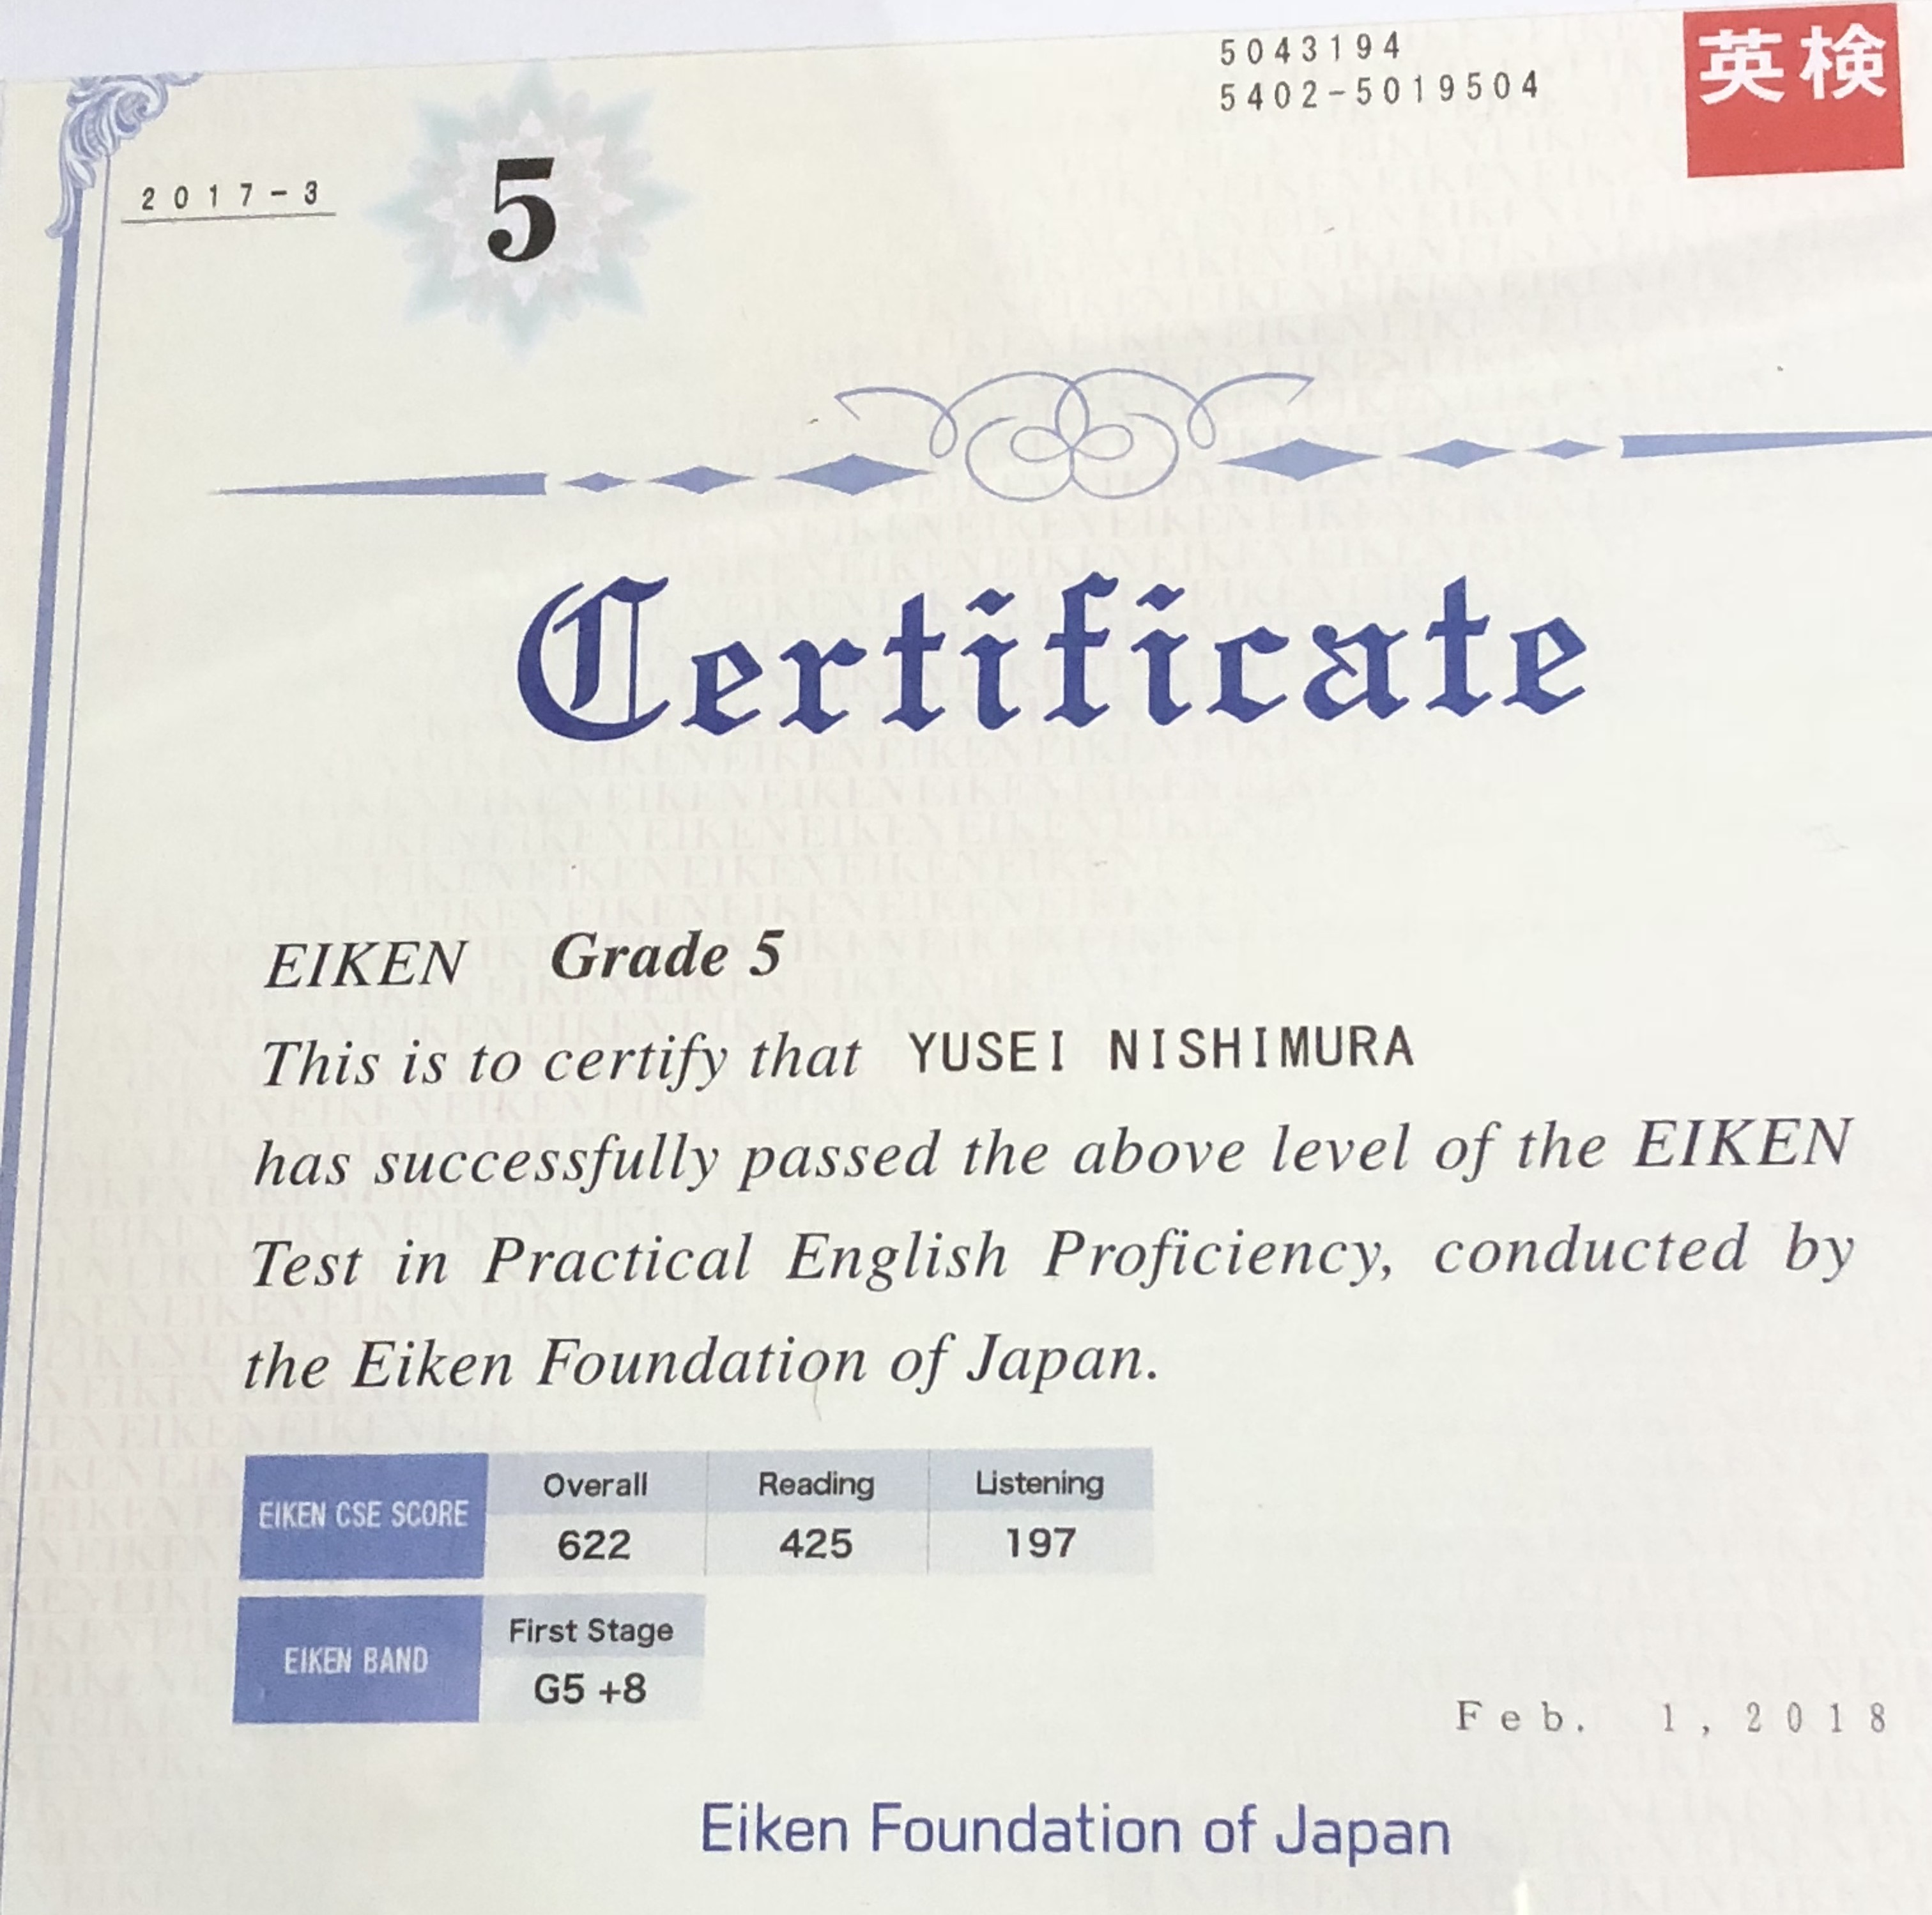 5043194
5402-5019504
英検
2017-3
5
Certificate
EIKEN Grade 5
This is to certify that YUSEI NISHIMURA
has successfully passed the above level of the EIKEN
Test in Practical English Proficiency, conducted by
the Eiken Foundation of Japan.
EIKEN CSE SCORE
Overall Reading Listening
622 425 197
EIKEN BAND
First Stage
G5 +8
Feb. 1, 2018
Eiken Foundation of Japan